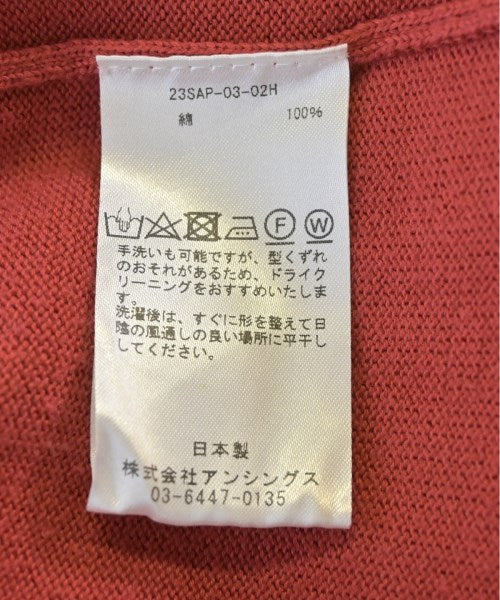 23SAP-03-02H
綿 100%
F W
手洗いも可能ですが、型くずれ
のおそれがあるため、ドライク
リーニングをおすすめいたしま
す。
洗濯後は、すぐに形を整えて日
陰の風通しの良い場所に平干し
してください。
日本製
株式会社アンシングス
03-6447-0135